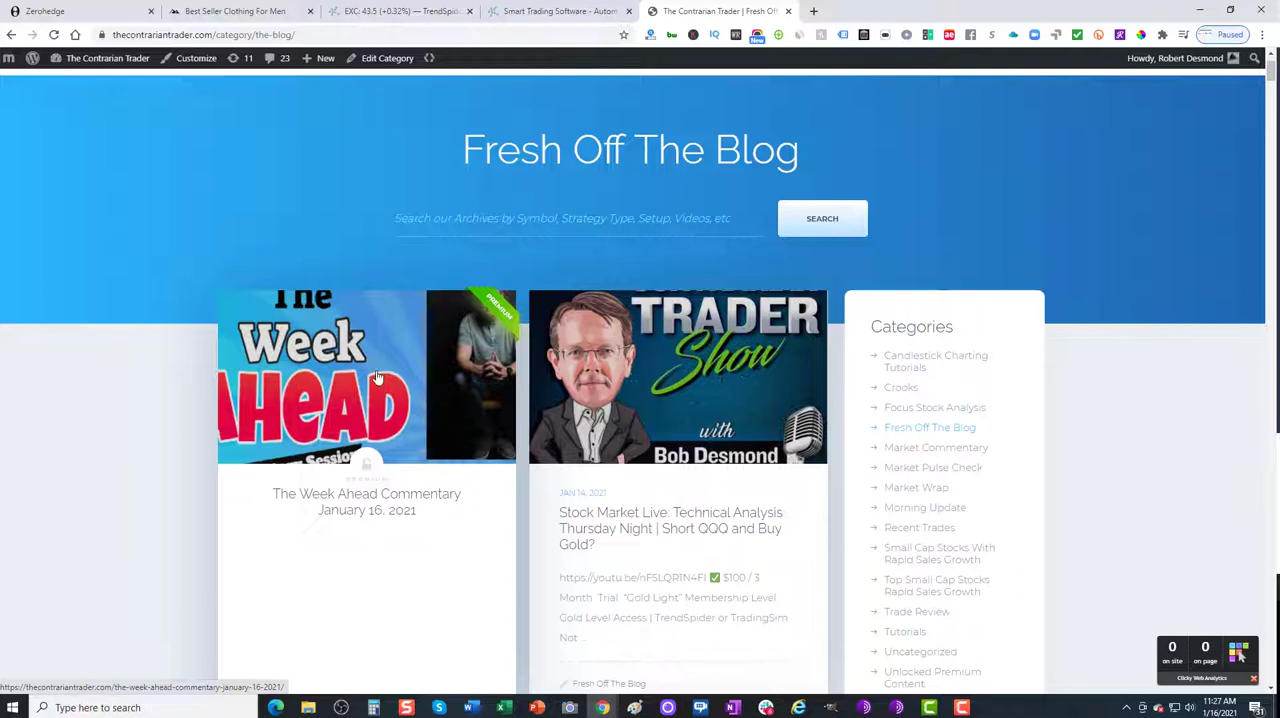 Zerohedge
Best Seller Clothing For Men
EXC: 43.5 (+0.32%) — TrendSpid
Smart Trading Software - Autom
The Contrarian Trader | Fresh Off
thecontrariantrader.com/category/the-blog/
New
Paused
The Contrarian Trader
Customize
11
23
New
Edit Category
Howdy, Robert Desmond
Fresh Off The Blog
Search our Archives by Symbol, Strategy Type, Setup, Videos, etc
SEARCH
The
Week
AHEAD
PREMIUM
PREMIUM
The Week Ahead Commentary
January 16, 2021
TRADER
Show
with
Bob Desmond
JAN 14, 2021
Stock Market Live: Technical Analysis
Thursday Night | Short QQQ and Buy
Gold?
https://youtu.be/nF5LQR1N4FI ✅ $100 / 3
Month Trial "Gold Light" Membership Level
Gold Level Access | TrendSpider or TradingSim
Not ...
Fresh Off The Blog
Categories
Candlestick Charting
Tutorials
Crooks
Focus Stock Analysis
Fresh Off The Blog
Market Commentary
Market Pulse Check
Market Wrap
Morning Update
Recent Trades
Small Cap Stocks With
Rapid Sales Growth
Top Small Cap Stocks
Rapid Sales Growth
Trade Review
Tutorials
Uncategorized
Unlocked Premium
Content
0
on site
0
on page
Clicky Web Analytics
https://thecontrariantrader.com/the-week-ahead-commentary-january-16-2021/
Type here to search
11:27 AM
1/16/2021
31